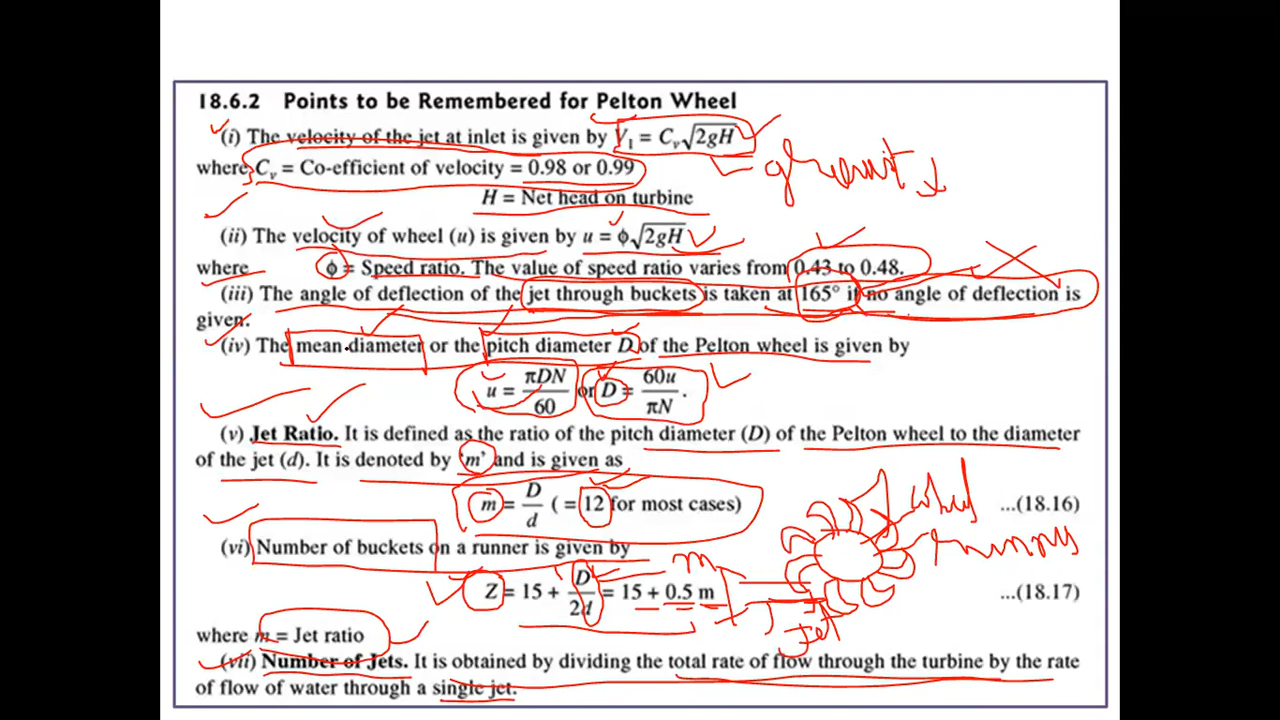 18.6.2 Points to be Remembered for Pelton Wheel
(i) The velocity of the jet at inlet is given by V₁ = Cᵥ√2gH
where Cᵥ = Co-efficient of velocity = 0.98 or 0.99
H = Net head on turbine
(ii) The velocity of wheel (u) is given by u = ϕ√2gH
where ϕ = Speed ratio. The value of speed ratio varies from 0.43 to 0.48.
(iii) The angle of deflection of the jet through buckets is taken at 165° if no angle of deflection is
given.
(iv) The mean diameter or the pitch diameter D of the Pelton wheel is given by
u = πDN/60 or D = 60u/πN .
(v) Jet Ratio. It is defined as the ratio of the pitch diameter (D) of the Pelton wheel to the diameter
of the jet (d). It is denoted by 'm' and is given as
m = D/d ( = 12 for most cases) ...(18.16)
wheel
(vi) Number of buckets on a runner is given by
m
Z = 15 + D/2d = 15 + 0.5 m ...(18.17)
Jet
where m = Jet ratio
(vii) Number of Jets. It is obtained by dividing the total rate of flow through the turbine by the rate
of flow of water through a single jet.